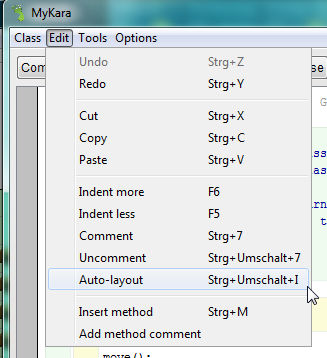 MyKara
Class Edit Tools Options
Undo Strg+Z
Redo Strg+Y
Cut Strg+X
Copy Strg+C
Paste Strg+V
Indent more F6
Indent less F5
Comment Strg+7
Uncomment Strg+Umschalt+7
Auto-layout Strg+Umschalt+I
Insert method Strg+M
Add method comment
move();